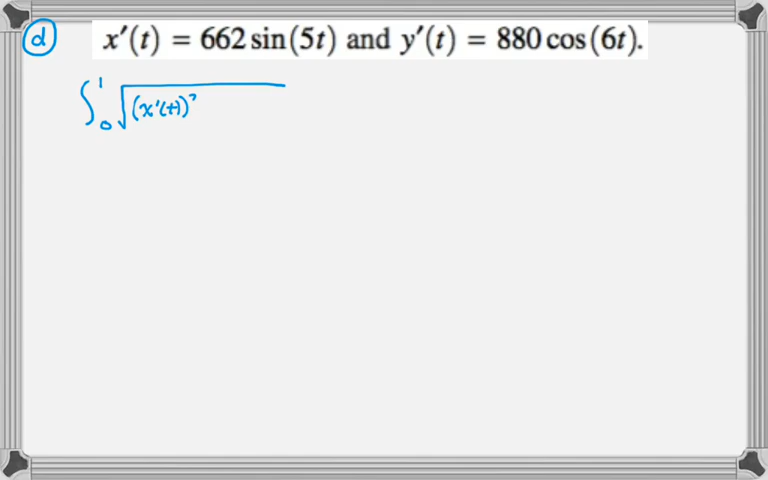 d x′(t) = 662 sin(5t) and y′(t) = 880 cos(6t).
∫₀¹ √(x'(t))²